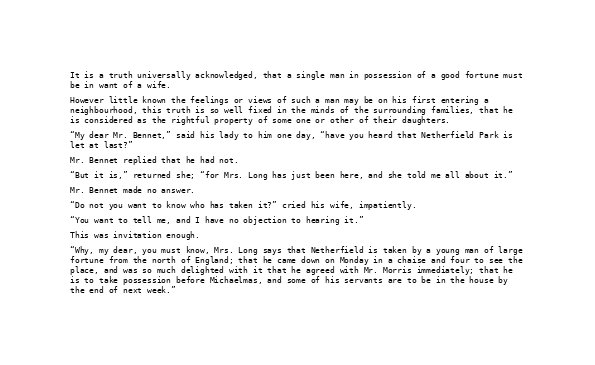 It is a truth universally acknowledged, that a single man in possession of a good fortune must
be in want of a wife.
However little known the feelings or views of such a man may be on his first entering a
neighbourhood, this truth is so well fixed in the minds of the surrounding families, that he
is considered as the rightful property of some one or other of their daughters.
“My dear Mr. Bennet,” said his lady to him one day, “have you heard that Netherfield Park is
let at last?”
Mr. Bennet replied that he had not.
“But it is,” returned she; “for Mrs. Long has just been here, and she told me all about it.”
Mr. Bennet made no answer.
“Do not you want to know who has taken it?” cried his wife, impatiently.
“You want to tell me, and I have no objection to hearing it.”
This was invitation enough.
“Why, my dear, you must know, Mrs. Long says that Netherfield is taken by a young man of large
fortune from the north of England; that he came down on Monday in a chaise and four to see the
place, and was so much delighted with it that he agreed with Mr. Morris immediately; that he
is to take possession before Michaelmas, and some of his servants are to be in the house by
the end of next week.”